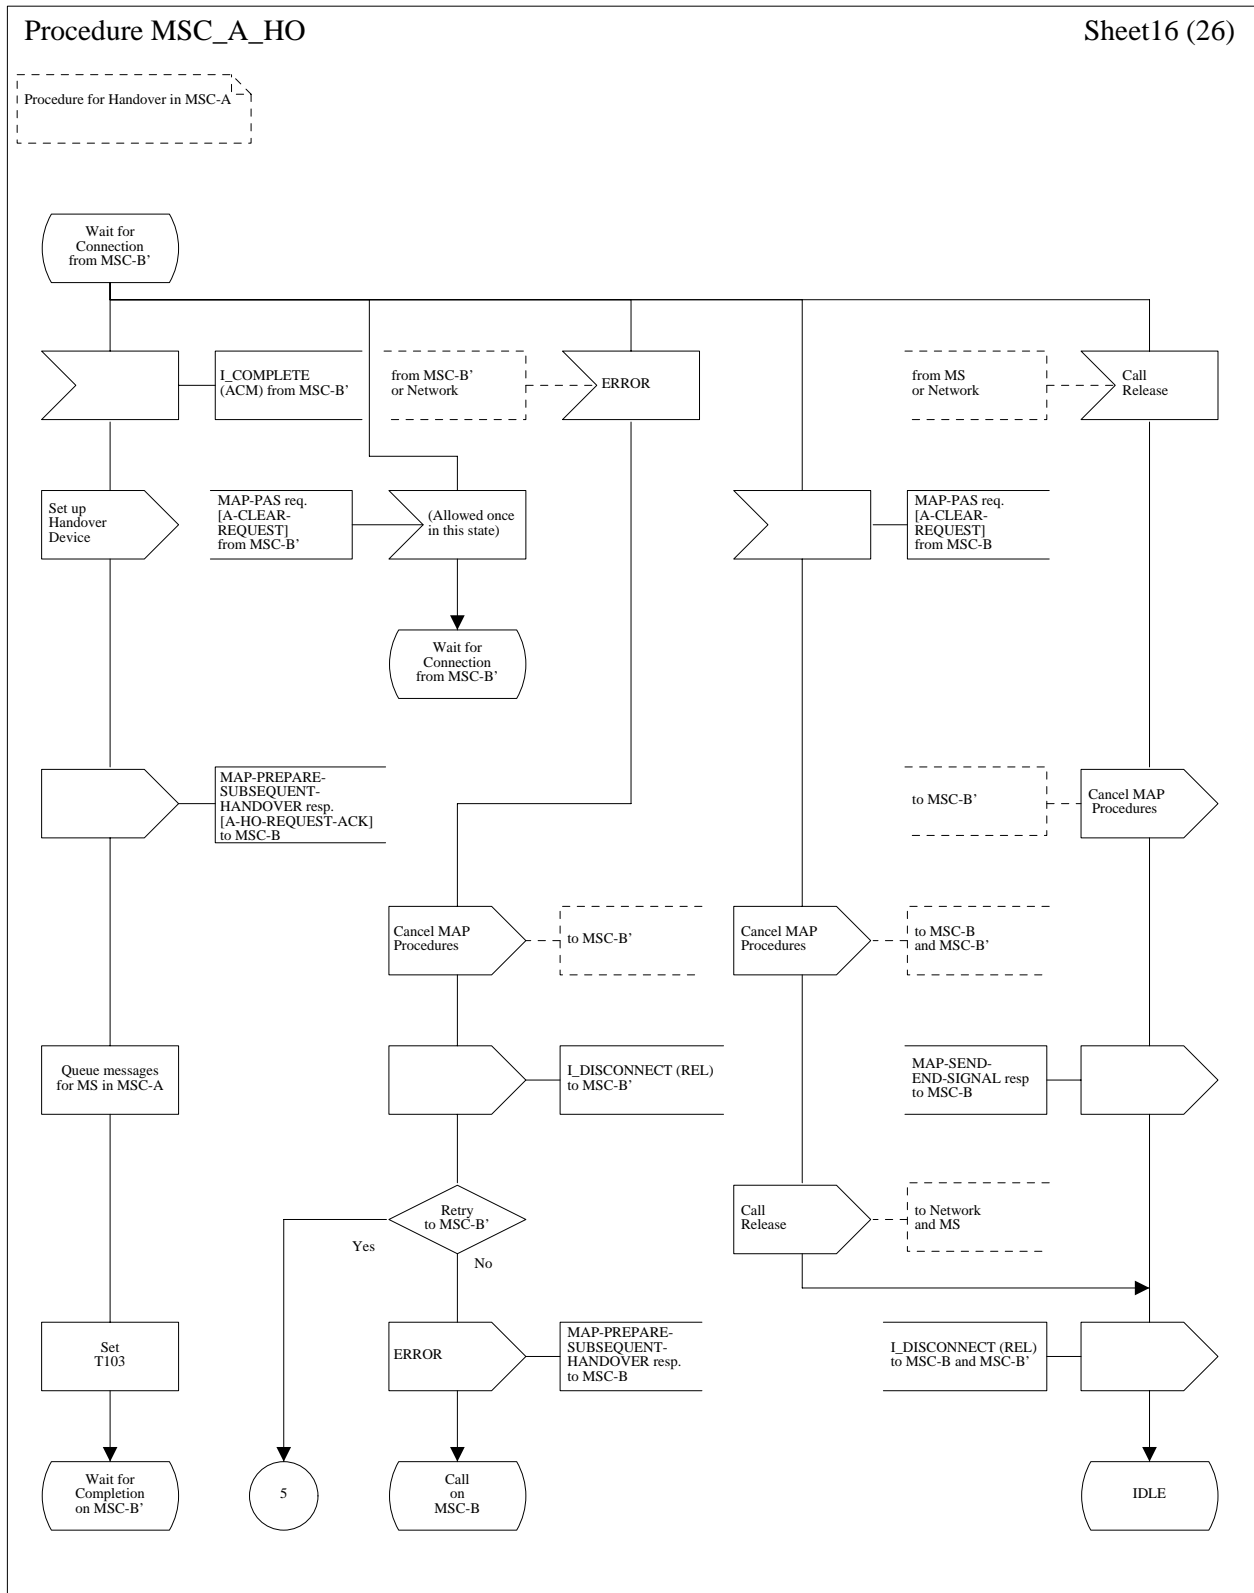 Procedure MSC_A_HO
Sheet16 (26)
Procedure for Handover in MSC-A
Wait for
Connection
from MSC-B’
I_COMPLETE
(ACM) from MSC-B’
from MSC-B’
or Network
ERROR
from MS
or Network
Call
Release
Set up
Handover
Device
MAP-PAS req.
[A-CLEAR-
REQUEST]
from MSC-B’
(Allowed once
in this state)
MAP-PAS req.
[A-CLEAR-
REQUEST]
from MSC-B
Wait for
Connection
from MSC-B’
MAP-PREPARE-
SUBSEQUENT-
HANDOVER resp.
[A-HO-REQUEST-ACK]
to MSC-B
to MSC-B’
Cancel MAP
Procedures
Cancel MAP
Procedures
to MSC-B’
Cancel MAP
Procedures
to MSC-B
and MSC-B’
Queue messages
for MS in MSC-A
I_DISCONNECT (REL)
to MSC-B’
MAP-SEND-
END-SIGNAL resp
to MSC-B
Retry
to MSC-B’
Yes
No
Call
Release
to Network
and MS
Set
T103
ERROR
MAP-PREPARE-
SUBSEQUENT-
HANDOVER resp.
to MSC-B
I_DISCONNECT (REL)
to MSC-B and MSC-B’
Wait for
Completion
on MSC-B’
5
Call
on
MSC-B
IDLE